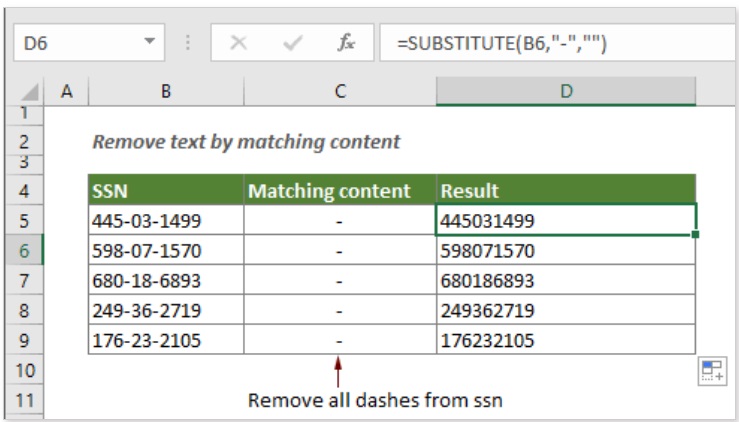 D6 fx =SUBSTITUTE(B6,"-","")
A B C D
1
2 Remove text by matching content
3
4 SSN Matching content Result
5 445-03-1499 - 445031499
6 598-07-1570 - 598071570
7 680-18-6893 - 680186893
8 249-36-2719 - 249362719
9 176-23-2105 - 176232105
10
11 Remove all dashes from ssn